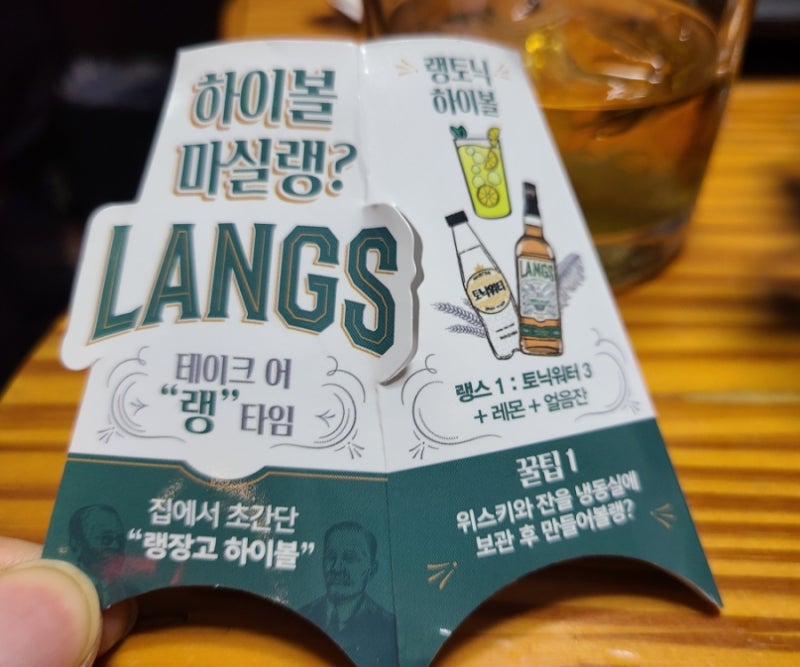 하이볼
마실랭?
LANGS
테이크 어
“랭” 타임
집에서 초간단
“랭장고 하이볼”
랭토닉
하이볼
토닉워터
LANGS
랭스 1 : 토닉워터 3
+ 레몬 + 얼음잔
꿀팁 1
위스키와 잔을 냉동실에
보관 후 만들어볼랭?